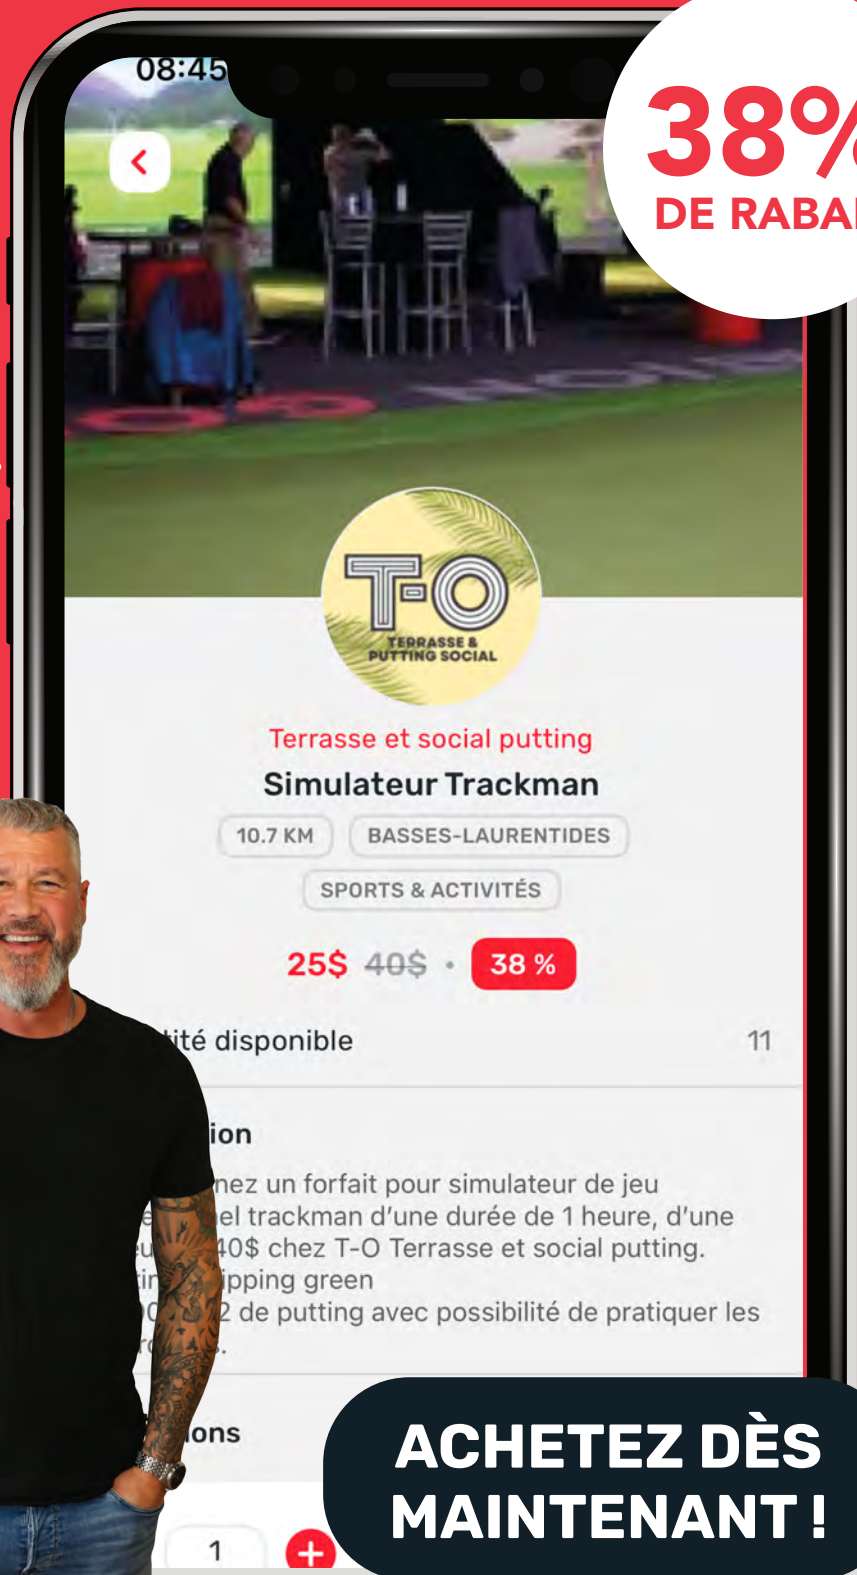 08:45
38%
DE RABAI
T-O
TERRASSE &
PUTTING SOCIAL
Terrasse et social putting
Simulateur Trackman
10.7 KM
BASSES-LAURENTIDES
SPORTS & ACTIVITÉS
25$ 40$ • 38 %
tité disponible 11
ion
nez un forfait pour simulateur de jeu
el trackman d'une durée de 1 heure, d'une
40$ chez T-O Terrasse et social putting.
ipping green
2 de putting avec possibilité de pratiquer les
ions
ACHETEZ DÈS
MAINTENANT !
1 +